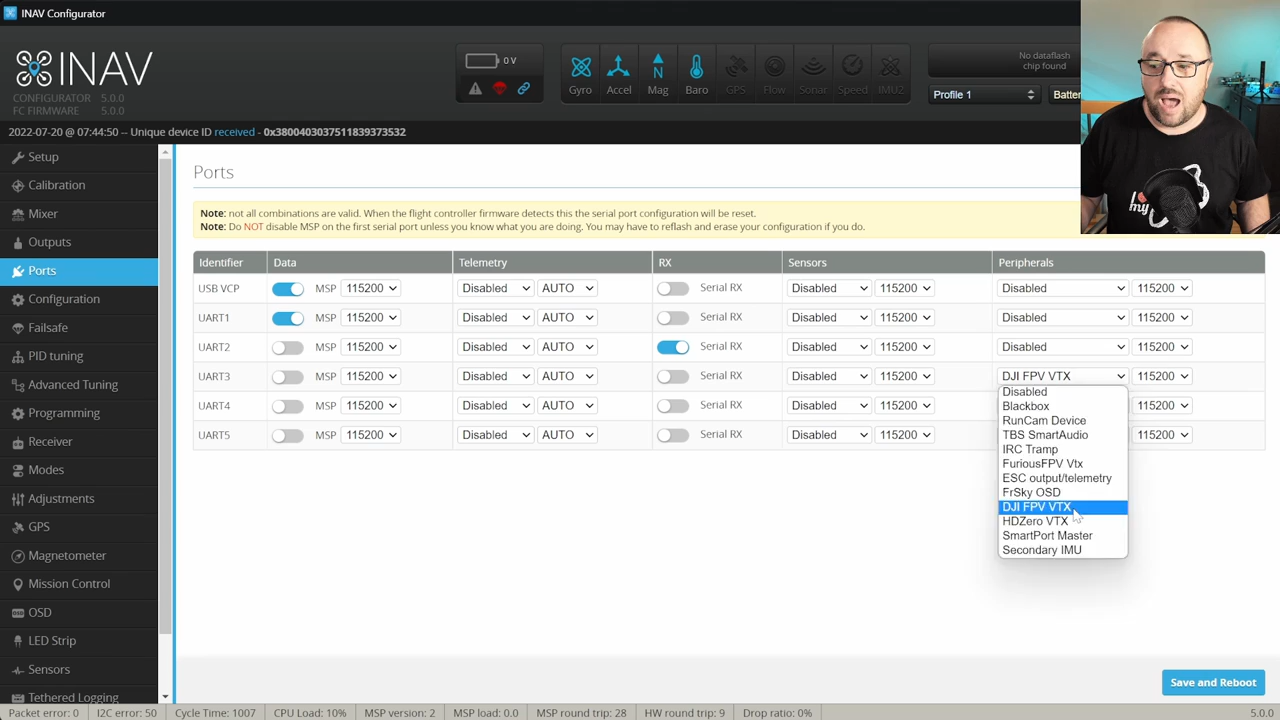 INAV Configurator
INAV
CONFIGURATOR 5.0.0
FC FIRMWARE 5.0.0
0 V
Gyro Accel Mag Baro GPS Flow Sonar Speed IMU2
No dataflash
chip found
Profile 1
Batter
2022-07-20 @ 07:44:50 -- Unique device ID received - 0x3800403037511839373532
Setup
Calibration
Mixer
Outputs
Ports
Configuration
Failsafe
PID tuning
Advanced Tuning
Programming
Receiver
Modes
Adjustments
GPS
Magnetometer
Mission Control
OSD
LED Strip
Sensors
Tethered Logging
Ports
Note: not all combinations are valid. When the flight controller firmware detects this the serial port configuration will be reset.
Note: Do NOT disable MSP on the first serial port unless you know what you are doing. You may have to reflash and erase your configuration if you do.
Identifier Data Telemetry RX Sensors Peripherals
USB VCP MSP 115200 Disabled AUTO Serial RX Disabled 115200 Disabled 115200
UART1 MSP 115200 Disabled AUTO Serial RX Disabled 115200 Disabled 115200
UART2 MSP 115200 Disabled AUTO Serial RX Disabled 115200 Disabled 115200
UART3 MSP 115200 Disabled AUTO Serial RX Disabled 115200 DJI FPV VTX 115200
UART4 MSP 115200 Disabled AUTO Serial RX Disabled 115200 115200
UART5 MSP 115200 Disabled AUTO Serial RX Disabled 115200 115200
Disabled
Blackbox
RunCam Device
TBS SmartAudio
IRC Tramp
FuriousFPV Vtx
ESC output/telemetry
FrSky OSD
DJI FPV VTX
HDZero VTX
SmartPort Master
Secondary IMU
Save and Reboot
my
Packet error: 0 I2C error: 50 Cycle Time: 1007 CPU Load: 10% MSP version: 2 MSP load: 0.0 MSP round trip: 28 HW round trip: 9 Drop ratio: 0% 5.0.0